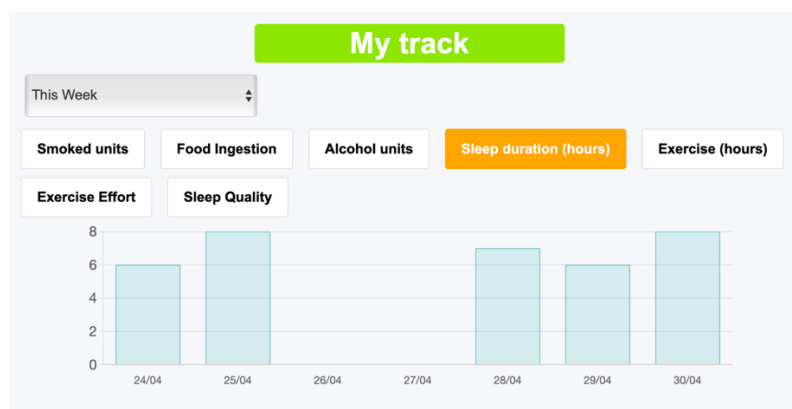 My track
This Week
Smoked units Food Ingestion Alcohol units Sleep duration (hours) Exercise (hours)
Exercise Effort Sleep Quality
8
6
4
2
0
24/04 25/04 26/04 27/04 28/04 29/04 30/04